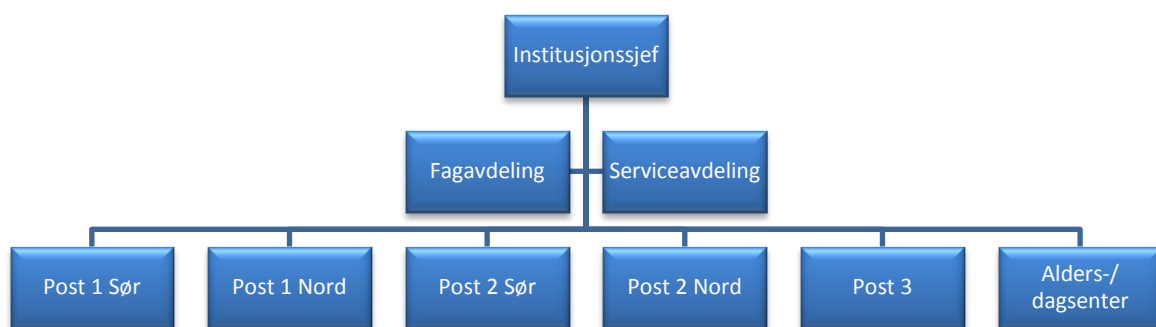 Institusjonssjef
Fagavdeling
Serviceavdeling
Post 1 Sør
Post 1 Nord
Post 2 Sør
Post 2 Nord
Post 3
Alders-/
dagsenter